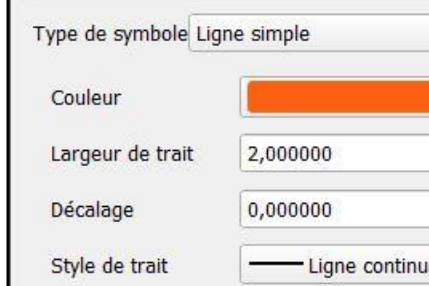 Type de symbole Ligne simple
Couleur
Largeur de trait 2,000000
Décalage 0,000000
Style de trait Ligne continu